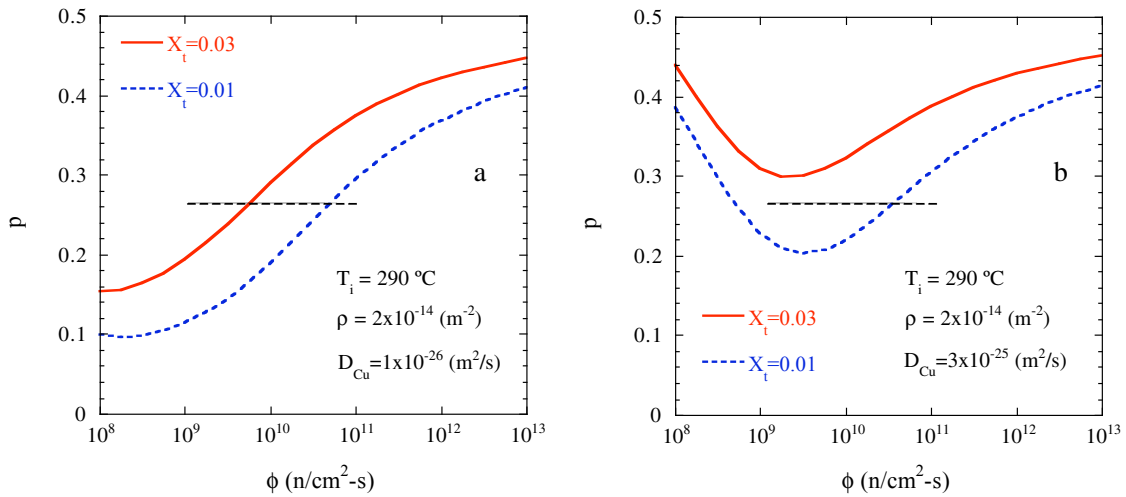 0.5
0.4
0.3
0.2
0.1
0
p
X_t=0.03
X_t=0.01
a
T_i = 290 ºC
ρ = 2x10^-14 (m^-2)
D_Cu=1x10^-26 (m^2/s)
10^8 10^9 10^10 10^11 10^12 10^13
ϕ (n/cm^2-s)
0.5
0.4
0.3
0.2
0.1
0
p
b
T_i = 290 ºC
ρ = 2x10^-14 (m^-2)
D_Cu=3x10^-25 (m^2/s)
X_t=0.03
X_t=0.01
10^8 10^9 10^10 10^11 10^12 10^13
ϕ (n/cm^2-s)